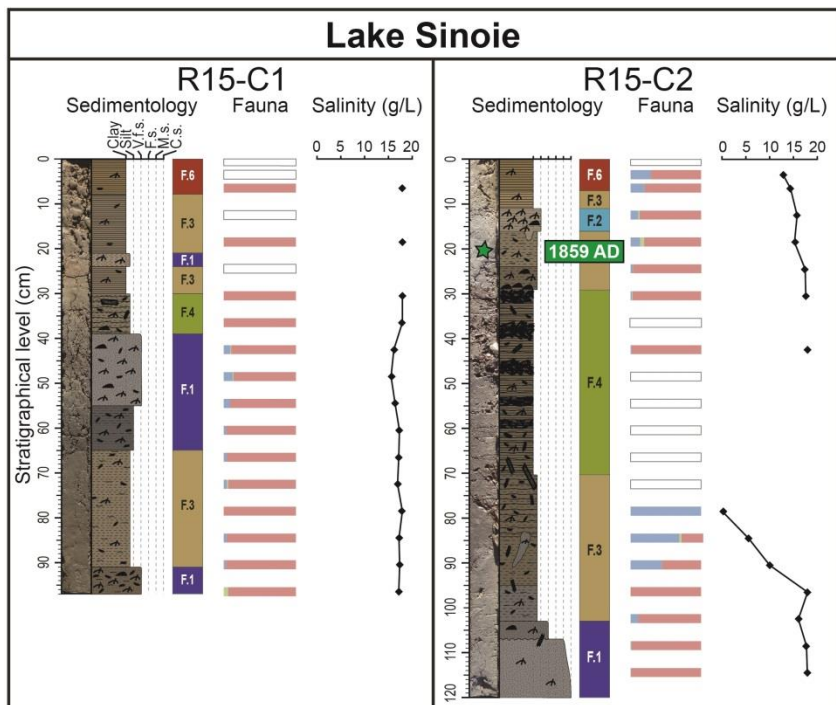 Lake Sinoie
R15-C1
Sedimentology Fauna Salinity (g/L)
Clay
Silt
V.f.s.
F.s.
M.s.
C.s.
0 5 10 15 20
Stratigraphical level (cm)
0
10
20
30
40
50
60
70
80
90
F.6
F.3
F.1
F.3
F.4
F.1
F.3
F.1
R15-C2
Sedimentology Fauna Salinity (g/L)
0 5 10 15 20
0
10
20
30
40
50
60
70
80
90
100
110
120
F.6
F.3
F.2
1859 AD
F.4
F.3
F.1